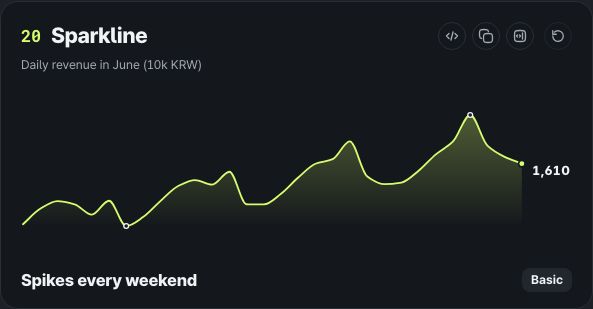 20 Sparkline
Daily revenue in June (10k KRW)
1,610
Spikes every weekend
Basic